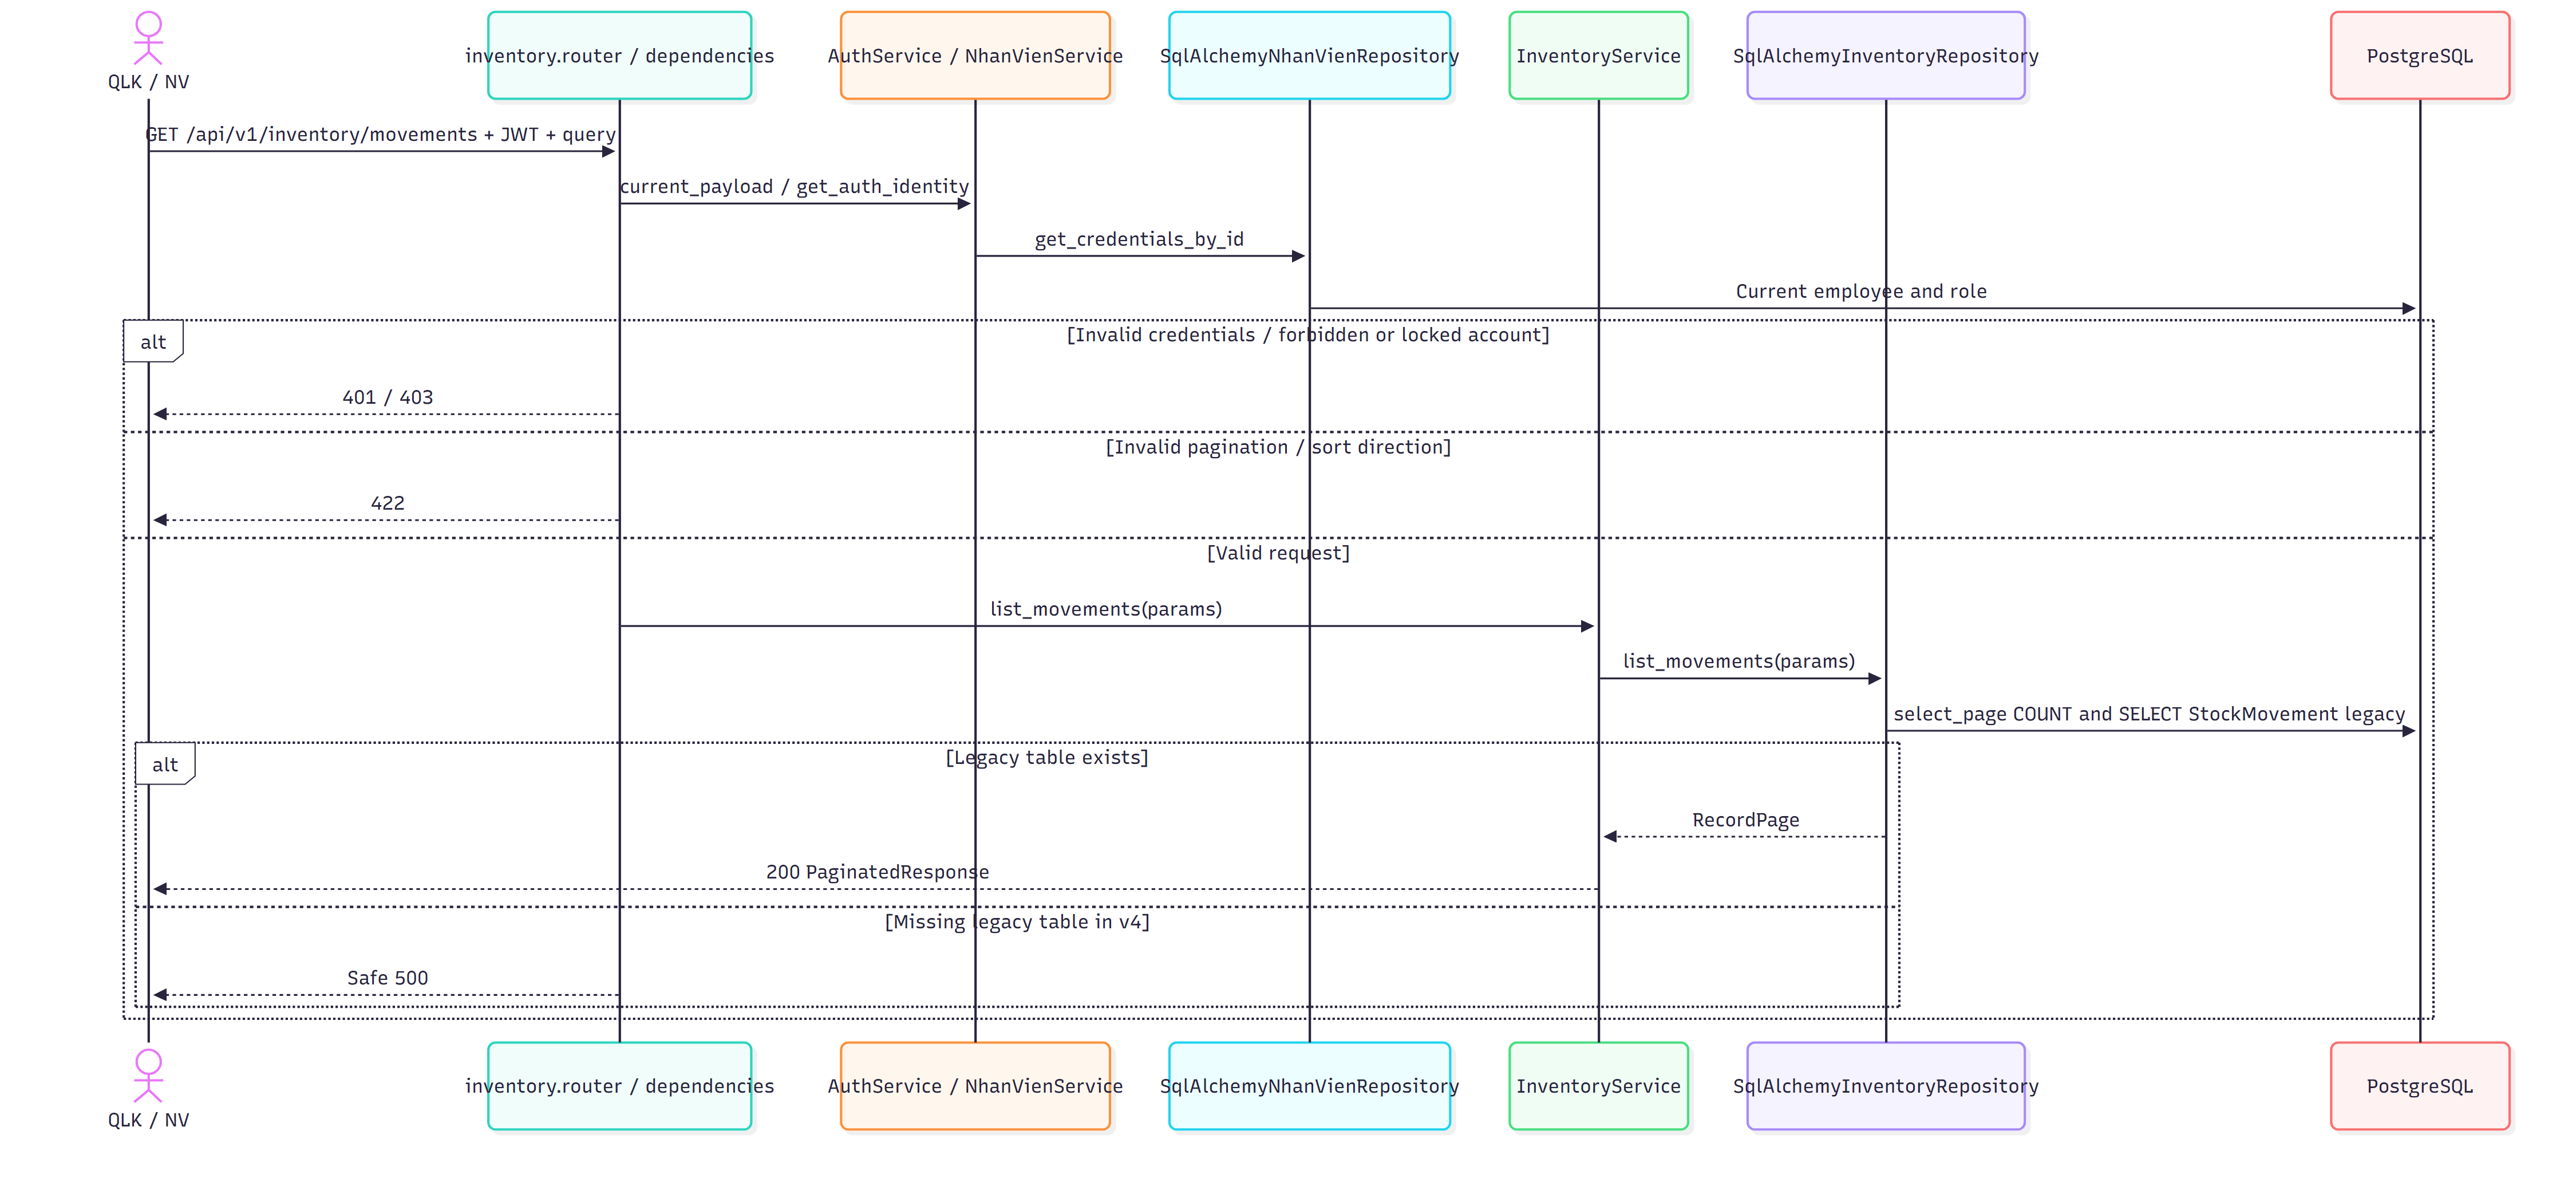 QLK / NV
inventory.router / dependencies
AuthService / NhanVienService
SqlAlchemyNhanVienRepository
InventoryService
SqlAlchemyInventoryRepository
PostgreSQL
GET /api/v1/inventory/movements + JWT + query
current_payload / get_auth_identity
get_credentials_by_id
Current employee and role
alt
[Invalid credentials / forbidden or locked account]
401 / 403
[Invalid pagination / sort direction]
422
[Valid request]
list_movements(params)
list_movements(params)
select_page COUNT and SELECT StockMovement legacy
alt
[Legacy table exists]
RecordPage
200 PaginatedResponse
[Missing legacy table in v4]
Safe 500
QLK / NV
inventory.router / dependencies
AuthService / NhanVienService
SqlAlchemyNhanVienRepository
InventoryService
SqlAlchemyInventoryRepository
PostgreSQL